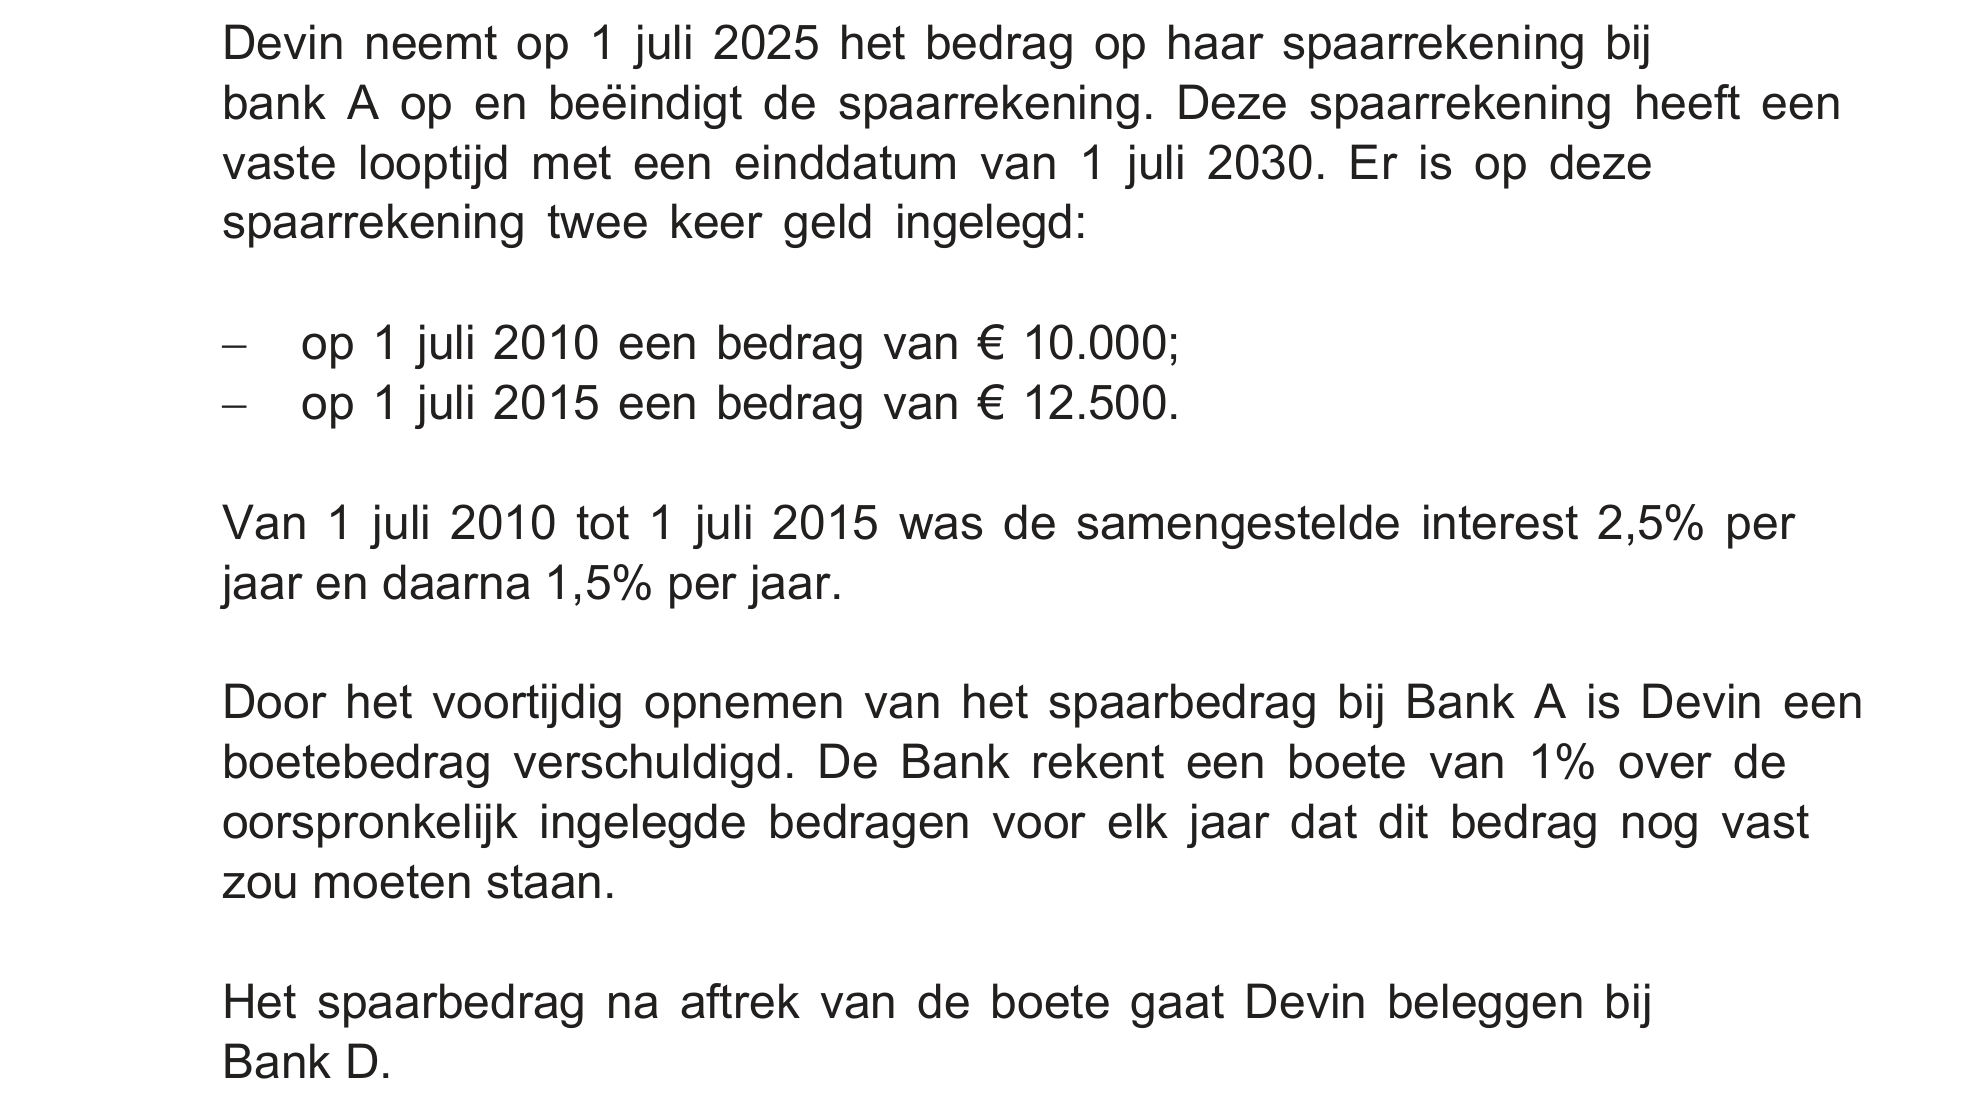 Devin neemt op 1 juli 2025 het bedrag op haar spaarrekening bij
bank A op en beëindigt de spaarrekening. Deze spaarrekening heeft een
vaste looptijd met een einddatum van 1 juli 2030. Er is op deze
spaarrekening twee keer geld ingelegd:
– op 1 juli 2010 een bedrag van € 10.000;
– op 1 juli 2015 een bedrag van € 12.500.
Van 1 juli 2010 tot 1 juli 2015 was de samengestelde interest 2,5% per
jaar en daarna 1,5% per jaar.
Door het voortijdig opnemen van het spaarbedrag bij Bank A is Devin een
boetebedrag verschuldigd. De Bank rekent een boete van 1% over de
oorspronkelijk ingelegde bedragen voor elk jaar dat dit bedrag nog vast
zou moeten staan.
Het spaarbedrag na aftrek van de boete gaat Devin beleggen bij
Bank D.